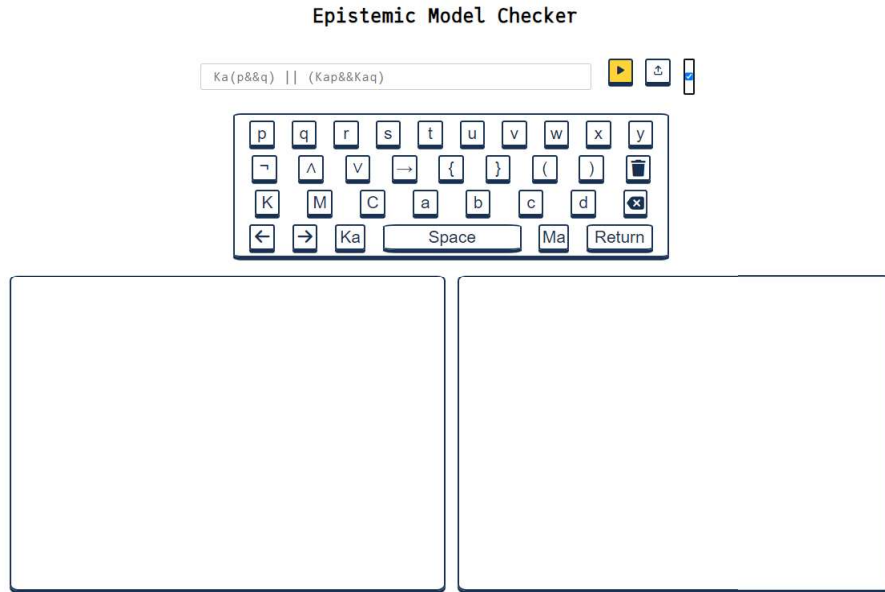 Epistemic Model Checker
Ka(p&&q) || (Kap&&Kaq)
p q r s t u v w x y
¬ ∧ ∨ → { } ( )
K M C a b c d
← → Ka Space Ma Return